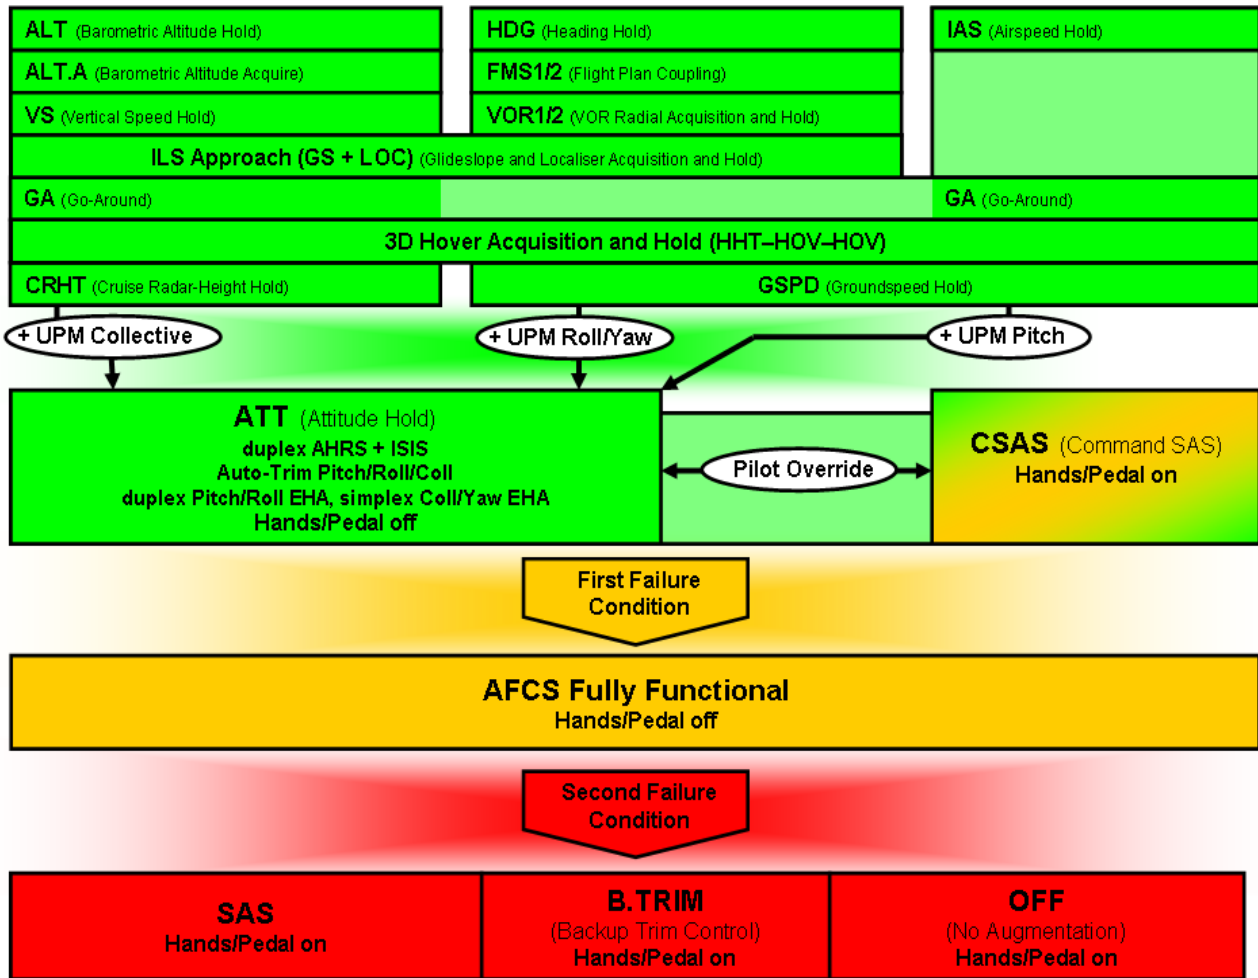 ALT (Barometric Altitude Hold)
HDG (Heading Hold)
IAS (Airspeed Hold)
ALT.A (Barometric Altitude Acquire)
FMS1/2 (Flight Plan Coupling)
VS (Vertical Speed Hold)
VOR1/2 (VOR Radial Acquisition and Hold)
ILS Approach (GS + LOC) (Glideslope and Localiser Acquisition and Hold)
GA (Go-Around)
GA (Go-Around)
3D Hover Acquisition and Hold (HHT–HOV–HOV)
CRHT (Cruise Radar-Height Hold)
GSPD (Groundspeed Hold)
+ UPM Collective
+ UPM Roll/Yaw
+ UPM Pitch
ATT (Attitude Hold)
duplex AHRS + ISIS
Auto-Trim Pitch/Roll/Coll
duplex Pitch/Roll EHA, simplex Coll/Yaw EHA
Hands/Pedal off
Pilot Override
CSAS (Command SAS)
Hands/Pedal on
First Failure
Condition
AFCS Fully Functional
Hands/Pedal off
Second Failure
Condition
SAS
Hands/Pedal on
B.TRIM
(Backup Trim Control)
Hands/Pedal on
OFF
(No Augmentation)
Hands/Pedal on